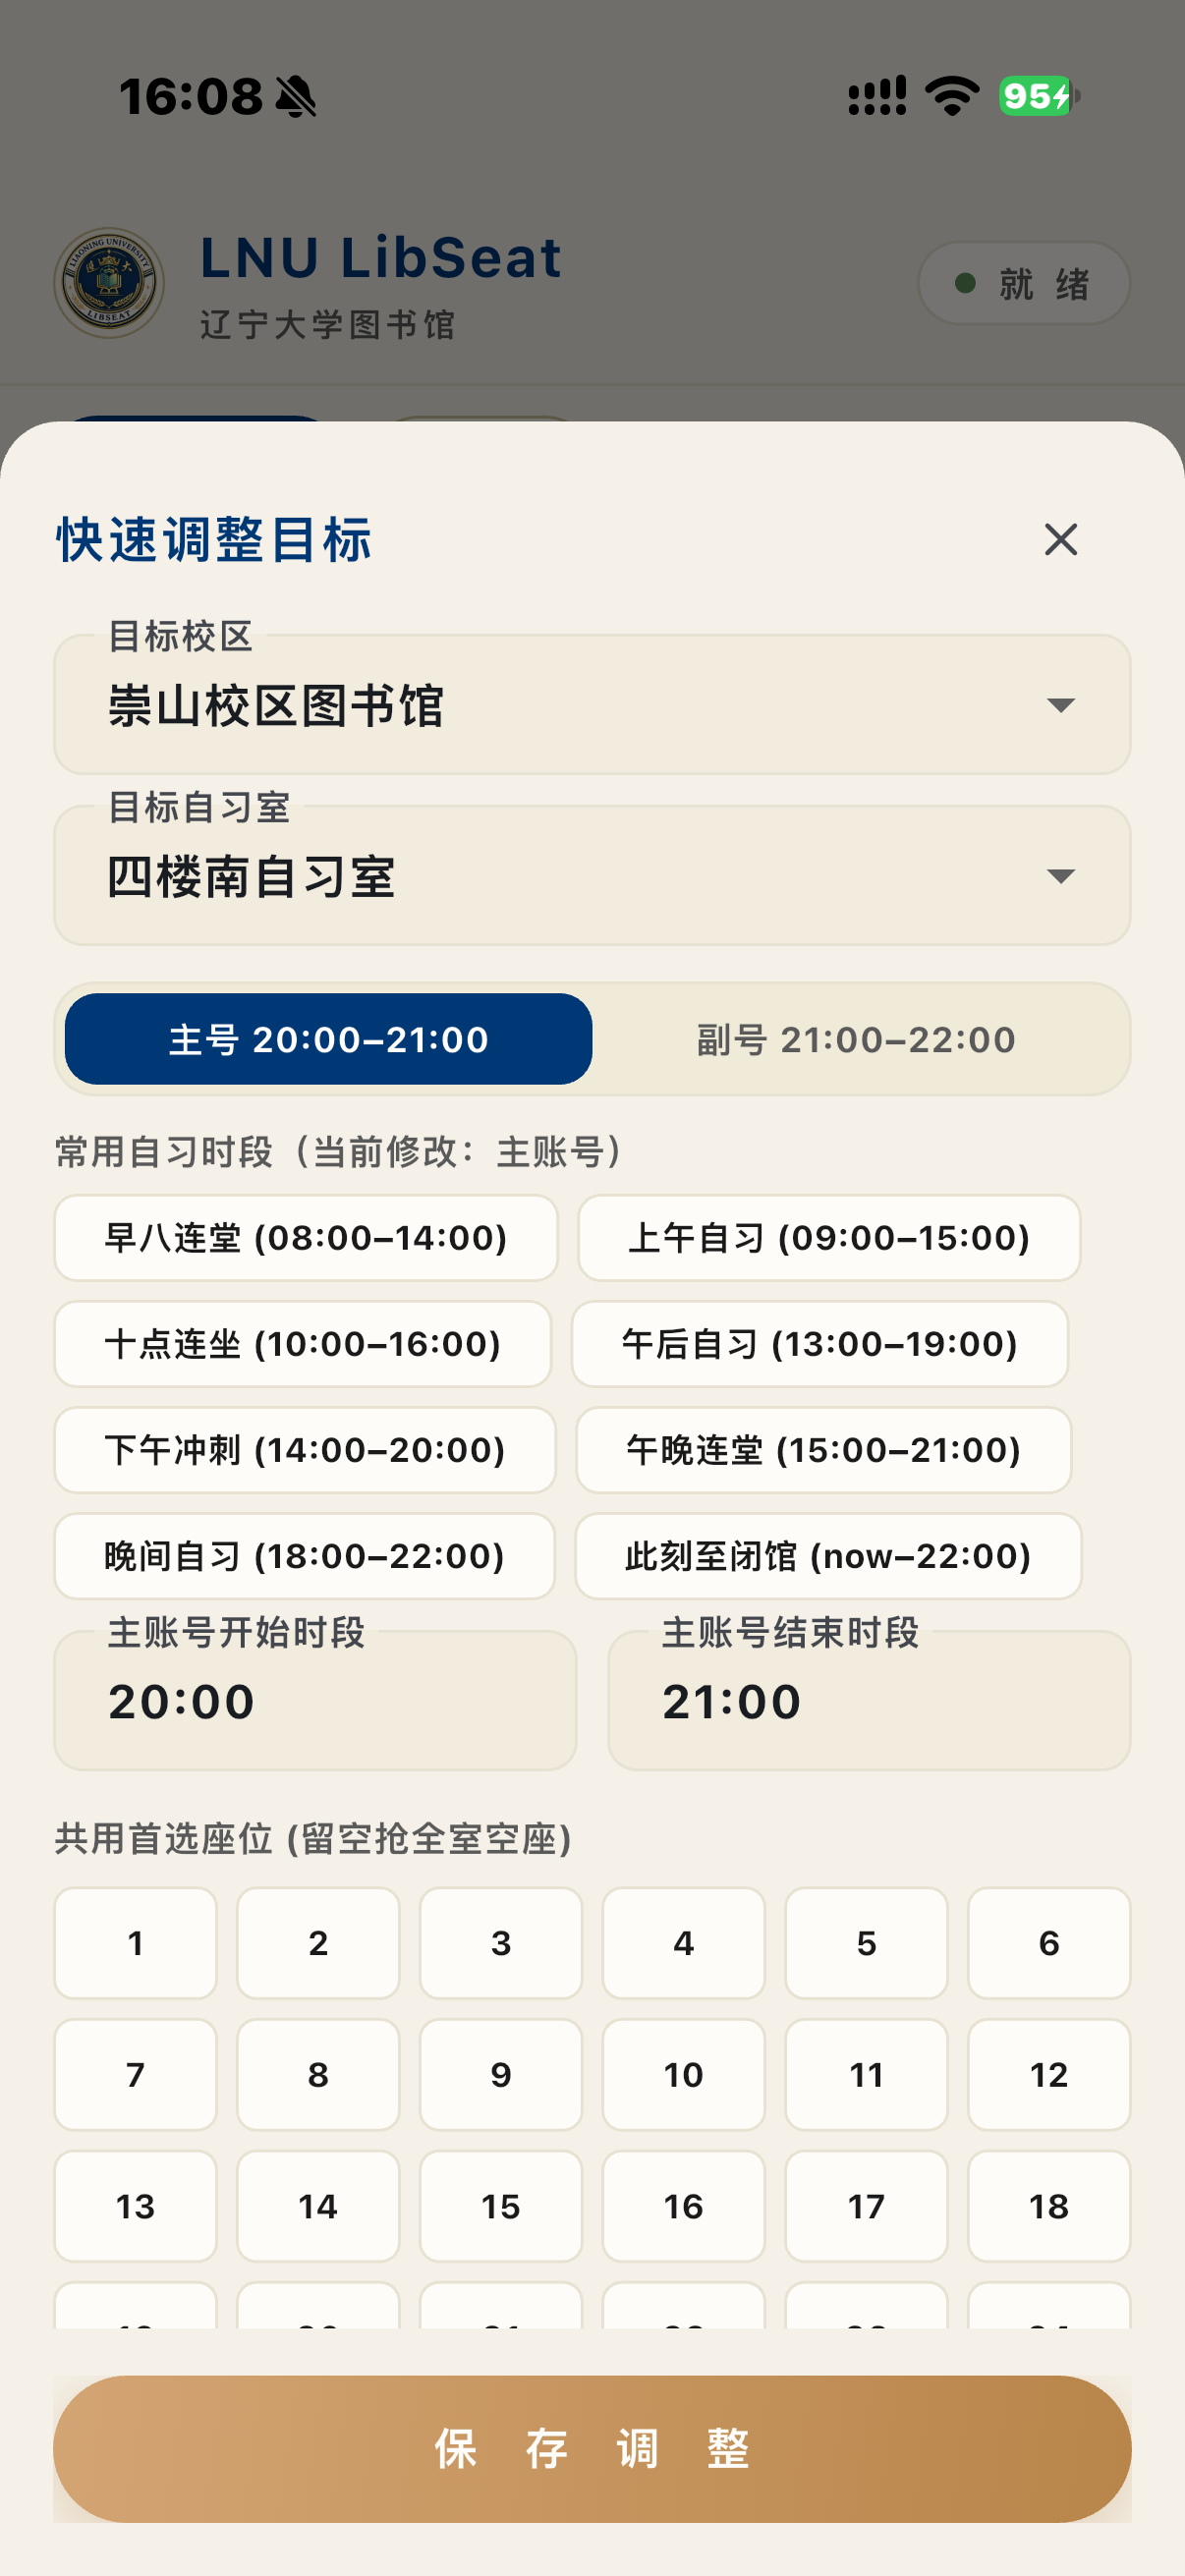 16:08
95
LIAONING UNIVERSITY
LIBSEAT
LNU LibSeat
辽宁大学图书馆
就 绪
快速调整目标
目标校区
崇山校区图书馆
目标自习室
四楼南自习室
主号 20:00–21:00
副号 21:00–22:00
常用自习时段（当前修改：主账号）
早八连堂 (08:00–14:00)
上午自习 (09:00–15:00)
十点连坐 (10:00–16:00)
午后自习 (13:00–19:00)
下午冲刺 (14:00–20:00)
午晚连堂 (15:00–21:00)
晚间自习 (18:00–22:00)
此刻至闭馆 (now–22:00)
主账号开始时段
主账号结束时段
20:00
21:00
共用首选座位 (留空抢全室空座)
1 2 3 4 5 6
7 8 9 10 11 12
13 14 15 16 17 18
保 存 调 整